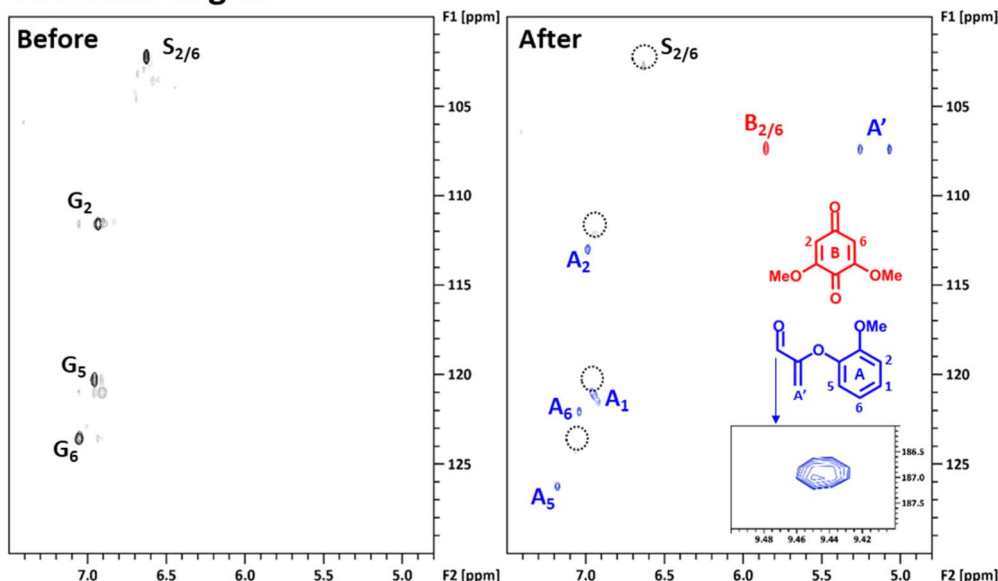 Before
S2/6
G2
G5
G6
7.0 6.5 6.0 5.5 5.0 F2 [ppm]
F1 [ppm]
105
110
115
120
125
After
S2/6
B2/6
A’
A2
A1
A6
A5
O
2 6
B
MeO OMe
O
O OMe
O
2
A
5 1
A’ 6
186.5
187.0
187.5
9.48 9.46 9.44 9.42
7.0 6.5 6.0 5.5 5.0 F2 [ppm]
F1 [ppm]
105
110
115
120
125